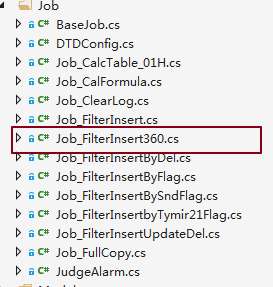 Job
BaseJob.cs
DTDConfig.cs
Job_CalcTable_01H.cs
Job_CalFormula.cs
Job_ClearLog.cs
Job_FilterInsert.cs
Job_FilterInsert360.cs
Job_FilterInsertByDel.cs
Job_FilterInsertByFlag.cs
Job_FilterInsertBySndFlag.cs
Job_FilterInsertbyTymir21Flag.cs
Job_FilterInsertUpdateDel.cs
Job_FullCopy.cs
JudgeAlarm.cs